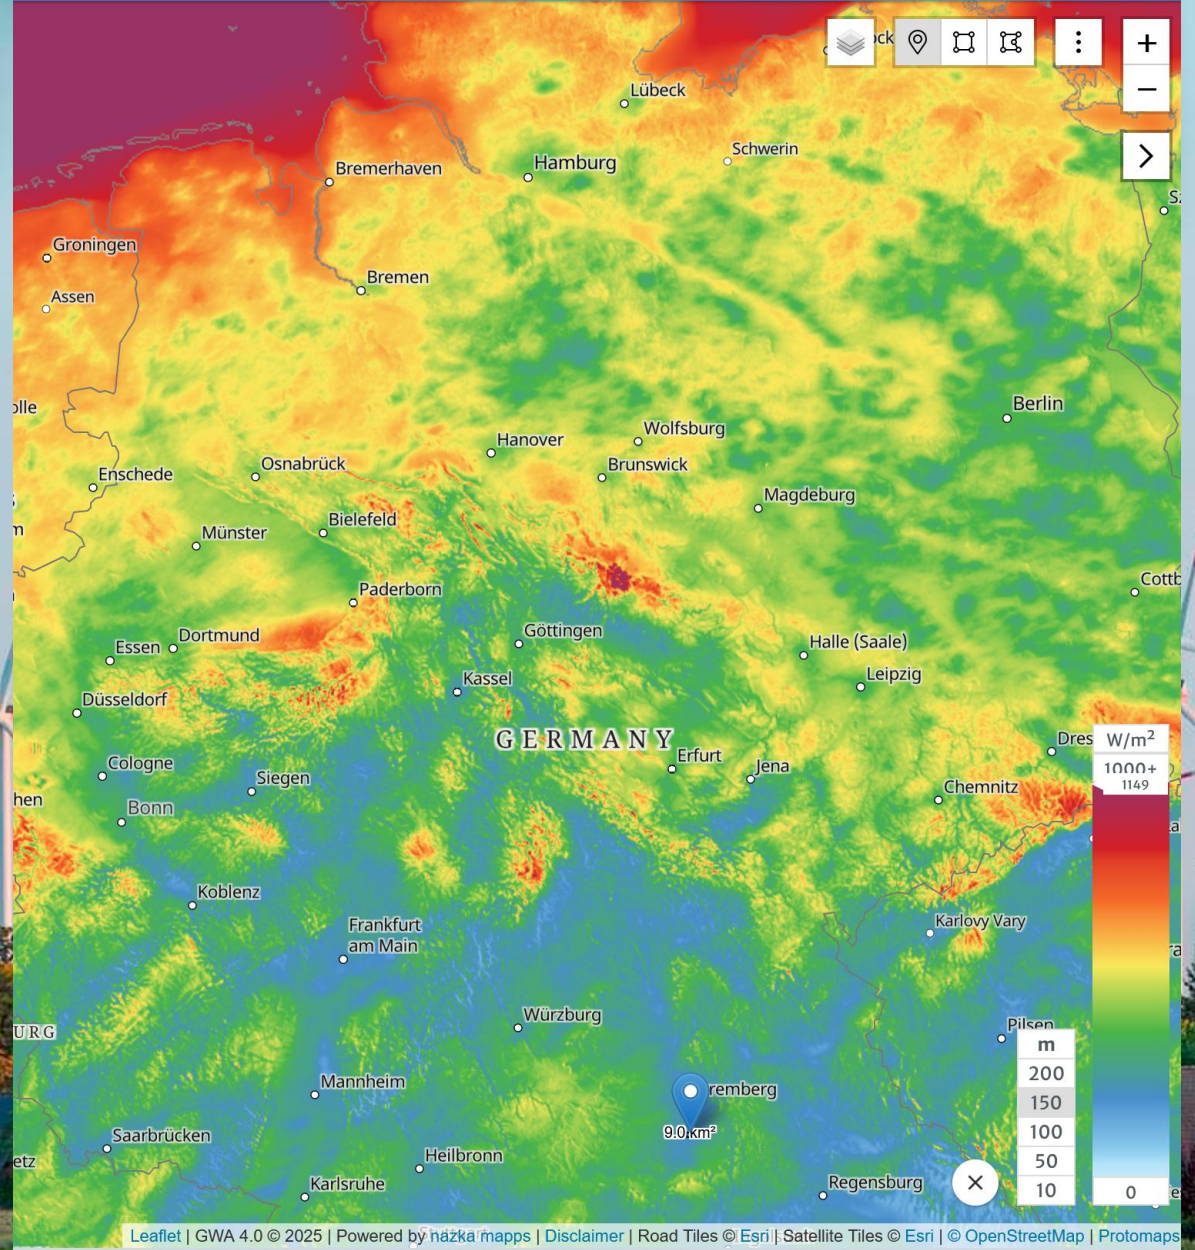 Lübeck
Schwerin
Hamburg
Bremerhaven
Groningen
Bremen
Assen
Berlin
Wolfsburg
Hanover
Brunswick
Osnabrück
Enschede
Magdeburg
Bielefeld
Münster
Paderborn
Göttingen
Dortmund
Essen
Halle (Saale)
Leipzig
Kassel
Düsseldorf
GERMANY
Erfurt
Jena
Cologne
Siegen
Chemnitz
Bonn
W/m²
1000+
1149
Koblenz
Karlovy Vary
Frankfurt
am Main
Würzburg
Pilsen
Mannheim
remberg
9.0 km²
m
200
150
100
50
10
0
Saarbrücken
Heilbronn
Karlsruhe
Regensburg
Leaflet | GWA 4.0 © 2025 | Powered by nazka mapps | Disclaimer | Road Tiles © Esri | Satellite Tiles © Esri | © OpenStreetMap | Protomaps